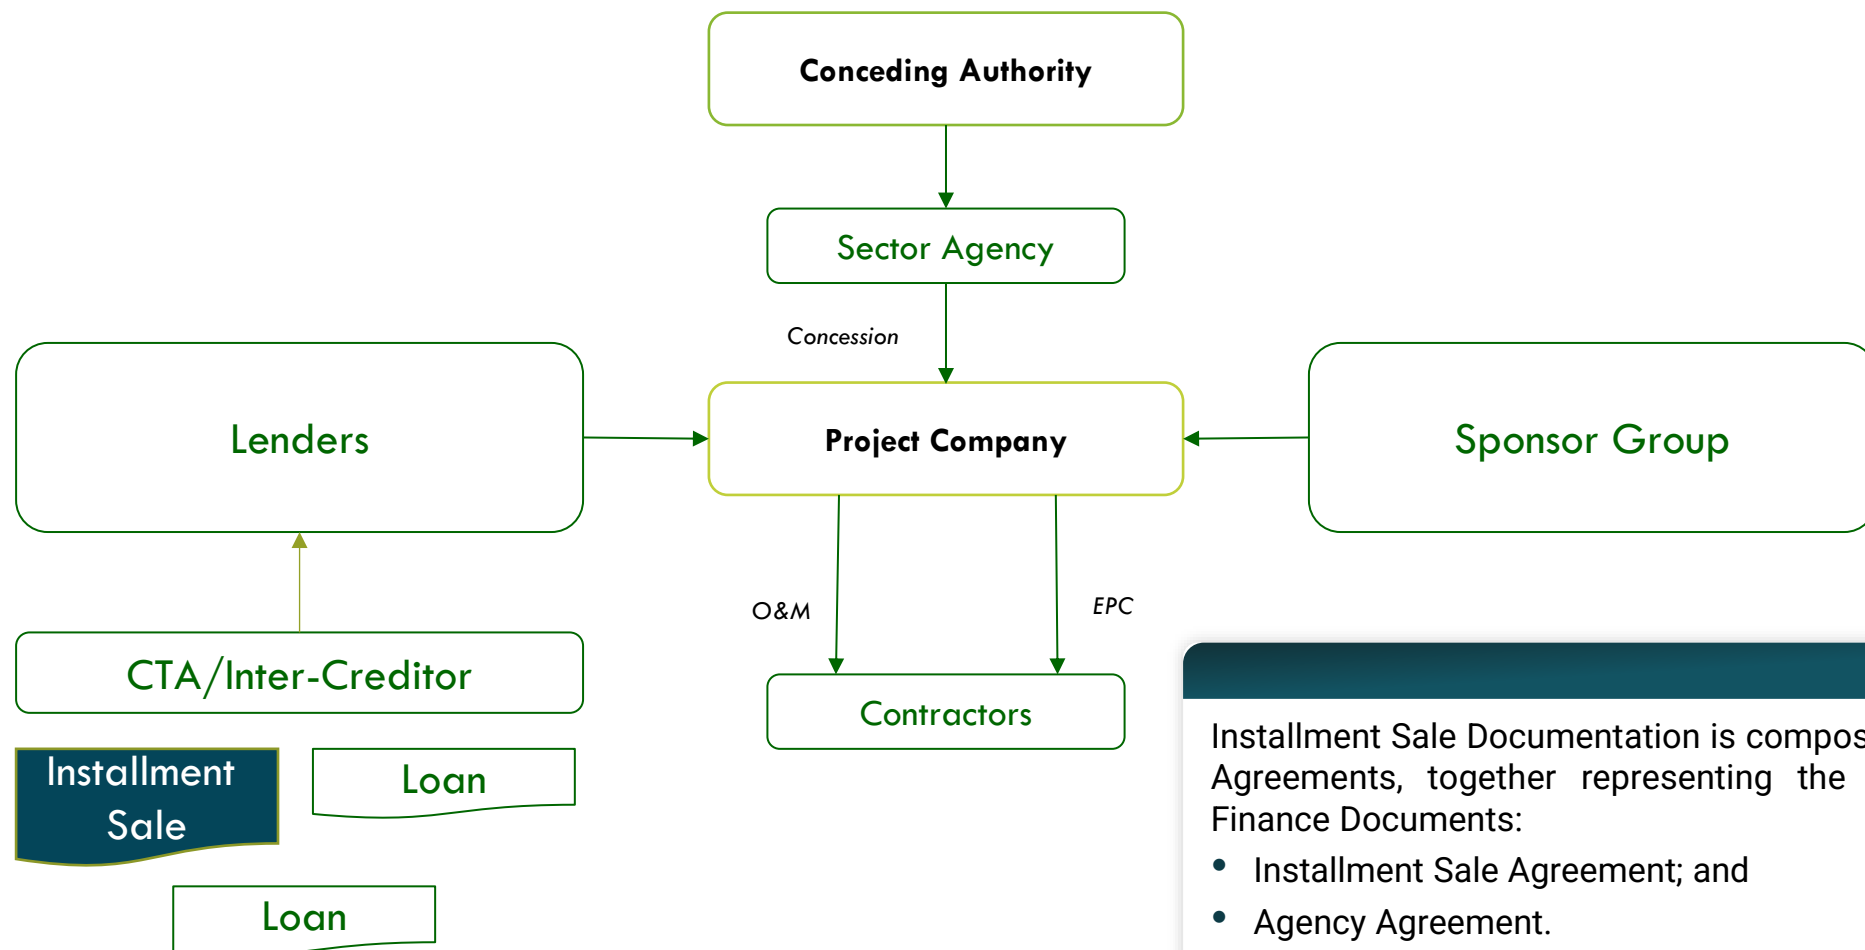 Conceding Authority
Sector Agency
Concession
Lenders
Project Company
Sponsor Group
O&M
EPC
CTA/Inter-Creditor
Contractors
Installment
Sale
Loan
Loan
Installment Sale Documentation is
Agreements, together representing the
Finance Documents:
• Installment Sale Agreement; and
• Agency Agreement.